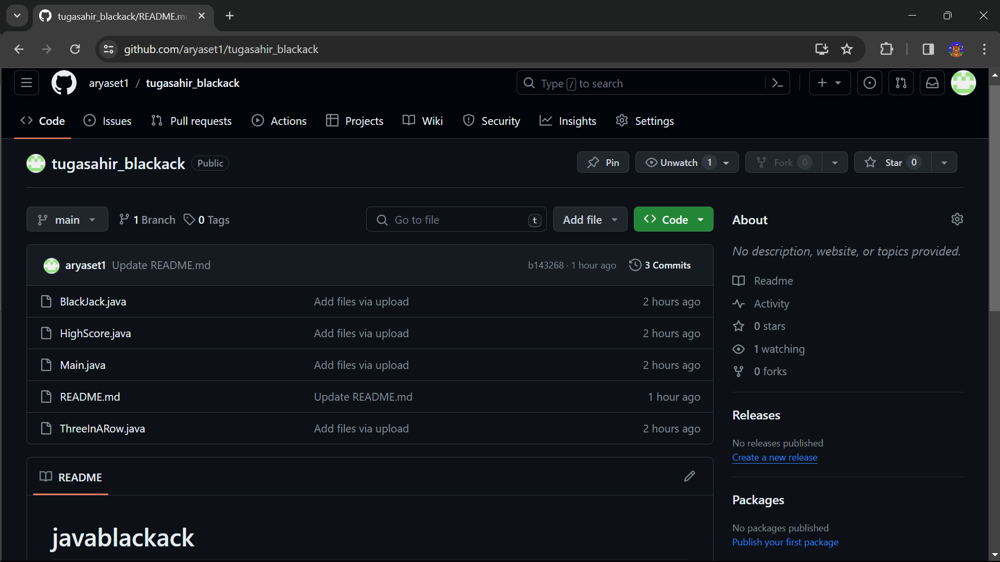 tugasahir_blackack/README.m
github.com/aryaset1/tugasahir_blackack
aryaset1 / tugasahir_blackack
Type / to search
Code Issues Pull requests Actions Projects Wiki Security Insights Settings
tugasahir_blackack Public
Pin Unwatch 1 Fork 0 Star 0
main 1 Branch 0 Tags
Go to file t
Add file Code
About
No description, website, or topics provided.
Readme
Activity
0 stars
1 watching
0 forks
aryaset1 Update README.md b143268 · 1 hour ago 3 Commits
BlackJack.java Add files via upload 2 hours ago
HighScore.java Add files via upload 2 hours ago
Main.java Add files via upload 2 hours ago
README.md Update README.md 1 hour ago
ThreeInARow.java Add files via upload 2 hours ago
Releases
No releases published
Create a new release
README
javablackack
Packages
No packages published
Publish your first package